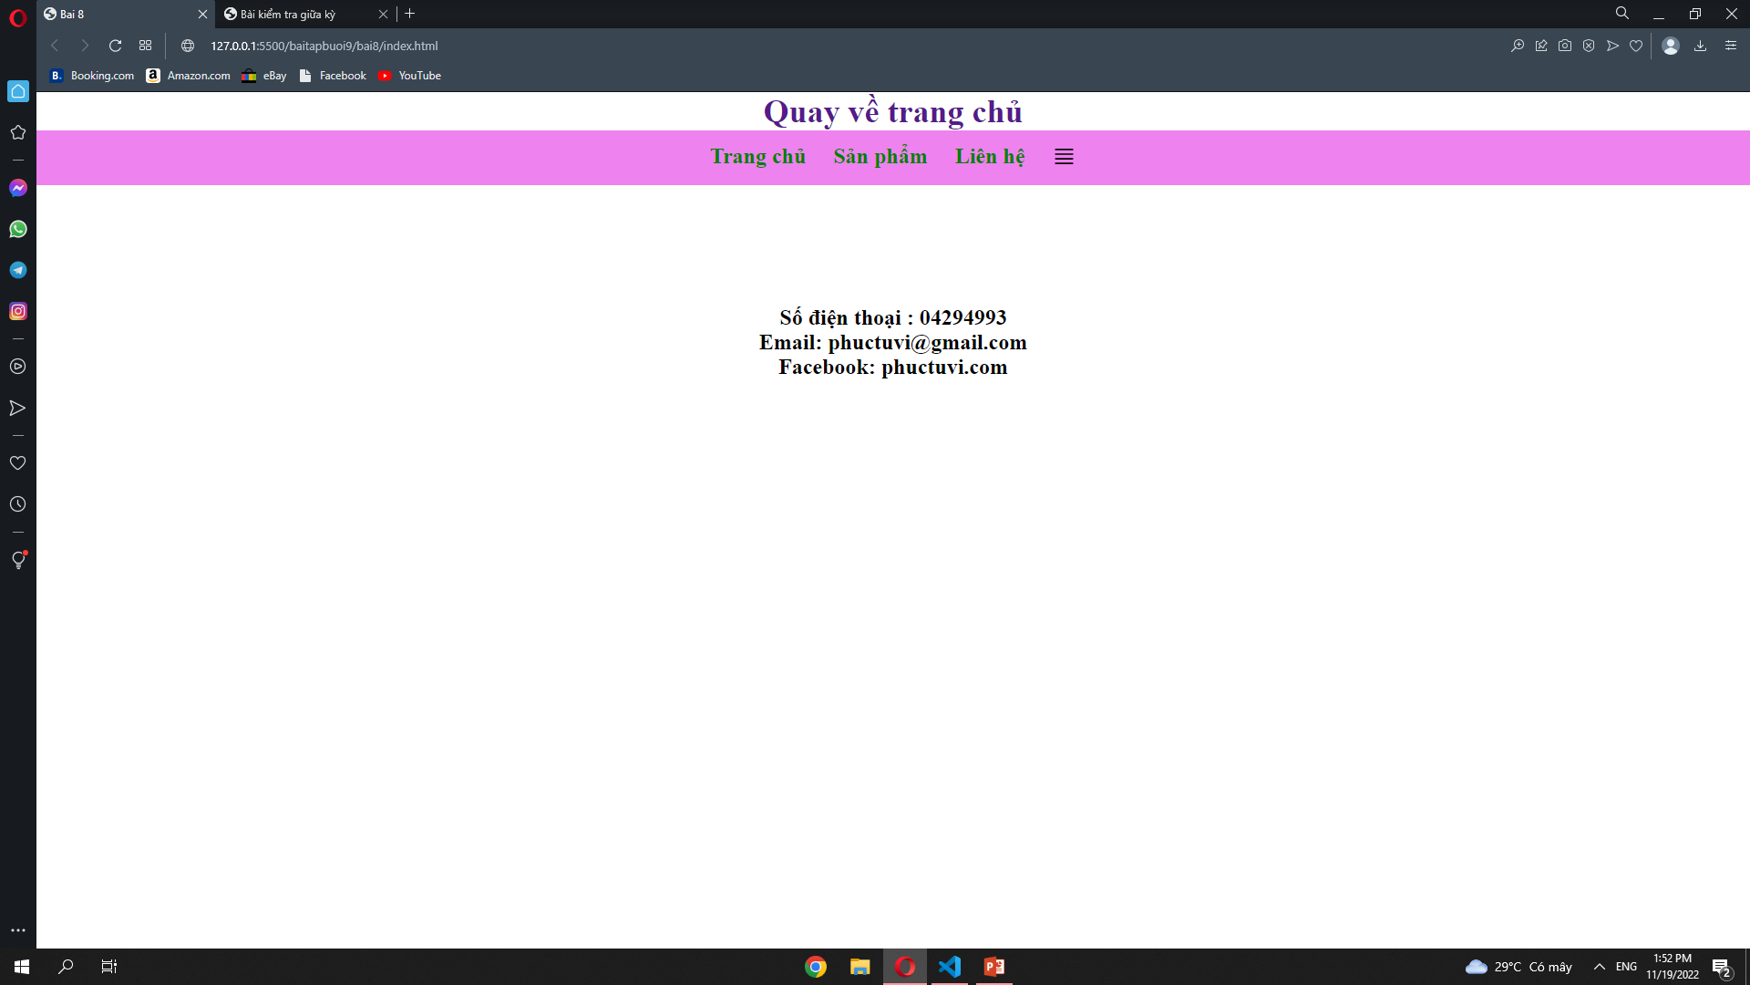 Bai 8
Bài kiểm tra giữa kỳ
127.0.0.1:5500/baitapbuoi9/bai8/index.html
B. Booking.com
a Amazon.com
eBay
Facebook
YouTube
Quay về trang chủ
Trang chủ Sản phẩm Liên hệ
Số điện thoại : 04294993
Email: phuctuvi@gmail.com
Facebook: phuctuvi.com
29°C Có mây
ENG
1:52 PM
11/19/2022
2